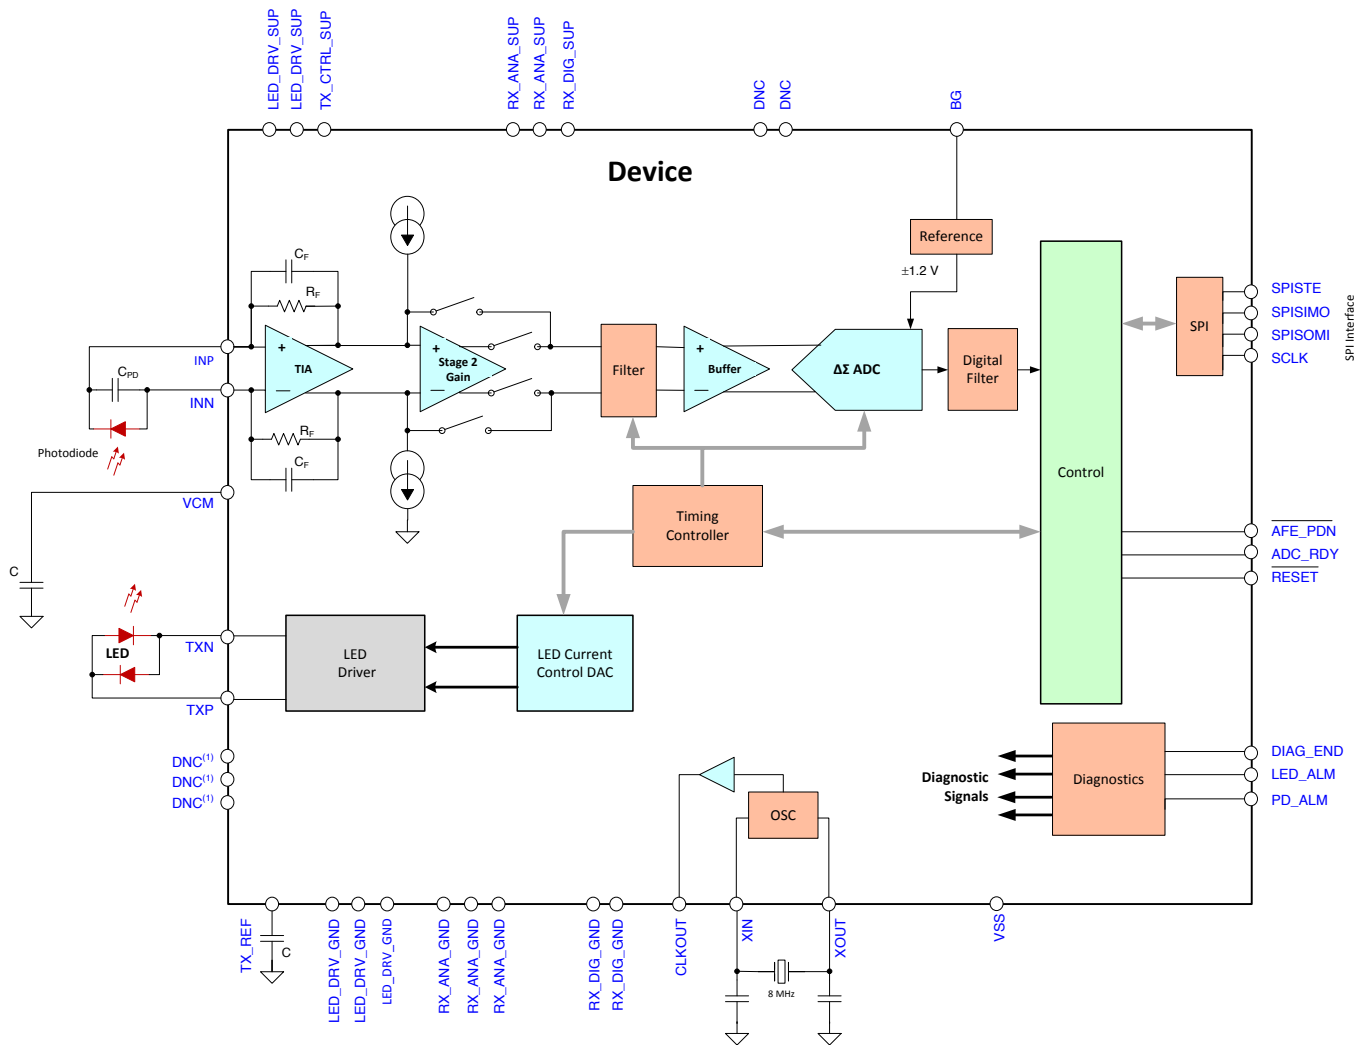 LED_DRV_SUP
LED_DRV_SUP
TX_CTRL_SUP
RX_ANA_SUP
RX_ANA_SUP
RX_DIG_SUP
DNC
DNC
BG
Device
Reference
±1.2 V
CF
RF
INP
+
TIA
—
CPD
INN
Photodiode
RF
CF
+
Stage 2
Gain
—
Filter
+
Buffer
—
ΔΣ ADC
Digital
Filter
Control
SPI
SPISTE
SPISIMO
SPISOMI
SCLK
SPI Interface
VCM
C
Timing
Controller
AFE_PDN
ADC_RDY
RESET
TXN
LED
TXP
LED
Driver
LED Current
Control DAC
DNC(1)
DNC(1)
DNC(1)
Diagnostic
Signals
Diagnostics
DIAG_END
LED_ALM
PD_ALM
OSC
TX_REF
C
LED_DRV_GND
LED_DRV_GND
LED_DRV_GND
RX_ANA_GND
RX_ANA_GND
RX_ANA_GND
RX_DIG_GND
RX_DIG_GND
CLKOUT
XIN
XOUT
VSS
8 MHz